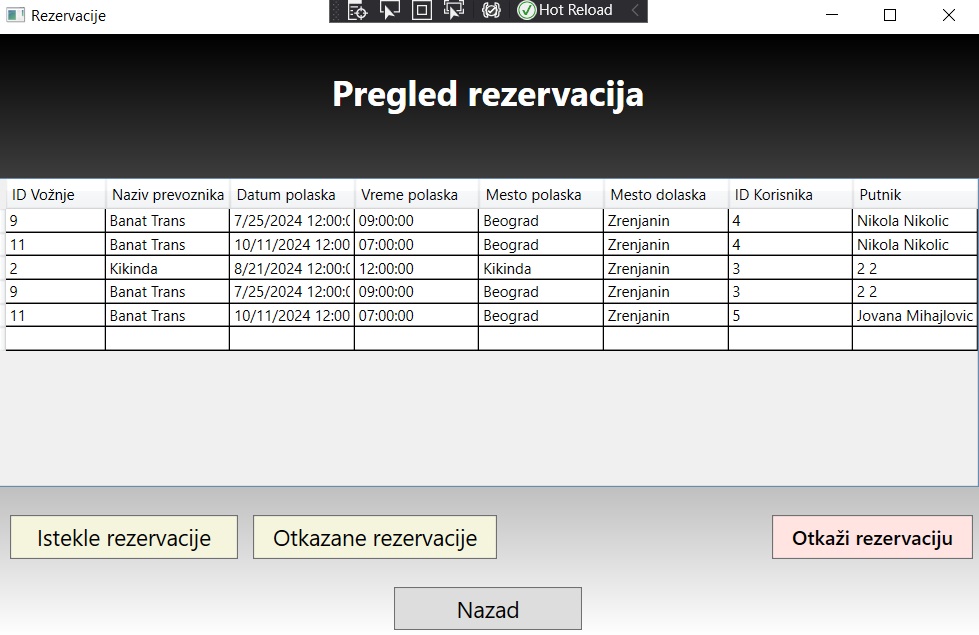 Rezervacije
Hot Reload
Pregled rezervacija
ID Vožnje Naziv prevoznika Datum polaska Vreme polaska Mesto polaska Mesto dolaska ID Korisnika Putnik
9 Banat Trans 7/25/2024 12:00:0 09:00:00 Beograd Zrenjanin 4 Nikola Nikolic
11 Banat Trans 10/11/2024 12:00 07:00:00 Beograd Zrenjanin 4 Nikola Nikolic
2 Kikinda 8/21/2024 12:00:0 12:00:00 Kikinda Zrenjanin 3 2 2
9 Banat Trans 7/25/2024 12:00:0 09:00:00 Beograd Zrenjanin 3 2 2
11 Banat Trans 10/11/2024 12:00 07:00:00 Beograd Zrenjanin 5 Jovana Mihajlovic
Istekle rezervacije Otkazane rezervacije Otkaži rezervaciju
Nazad